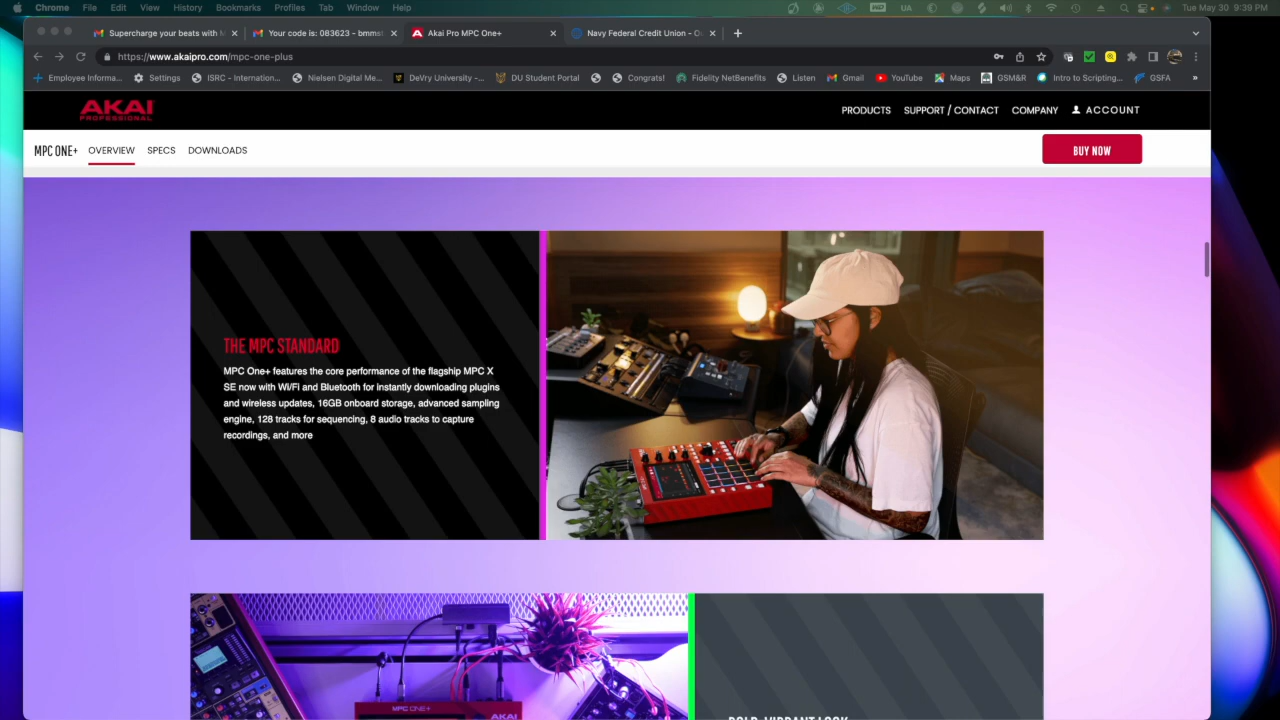 Chrome File Edit View History Bookmarks Profiles Tab Window Help UA Tue May 30 9:39 PM
Supercharge your beats with M Your code is: 083623 - bmms Akai Pro MPC One+ Navy Federal Credit Union - O
https://www.akaipro.com/mpc-one-plus
Employee Informa... Settings ISRC - Internation... Nielsen Digital Me... DeVry University -... DU Student Portal Congrats! Fidelity NetBenefits Listen Gmail YouTube Maps GSM&R Intro to Scripting... GSFA »
AKAI
PROFESSIONAL
PRODUCTS SUPPORT / CONTACT COMPANY ACCOUNT
MPC ONE+ OVERVIEW SPECS DOWNLOADS BUY NOW
THE MPC STANDARD
MPC One+ features the core performance of the flagship MPC X
SE now with Wi/Fi and Bluetooth for instantly downloading plugins
and wireless updates, 16GB onboard storage, advanced sampling
engine, 128 tracks for sequencing, 8 audio tracks to capture
recordings, and more
MPC ONE+ AKAI
BOLD, VIBRANT LOOK